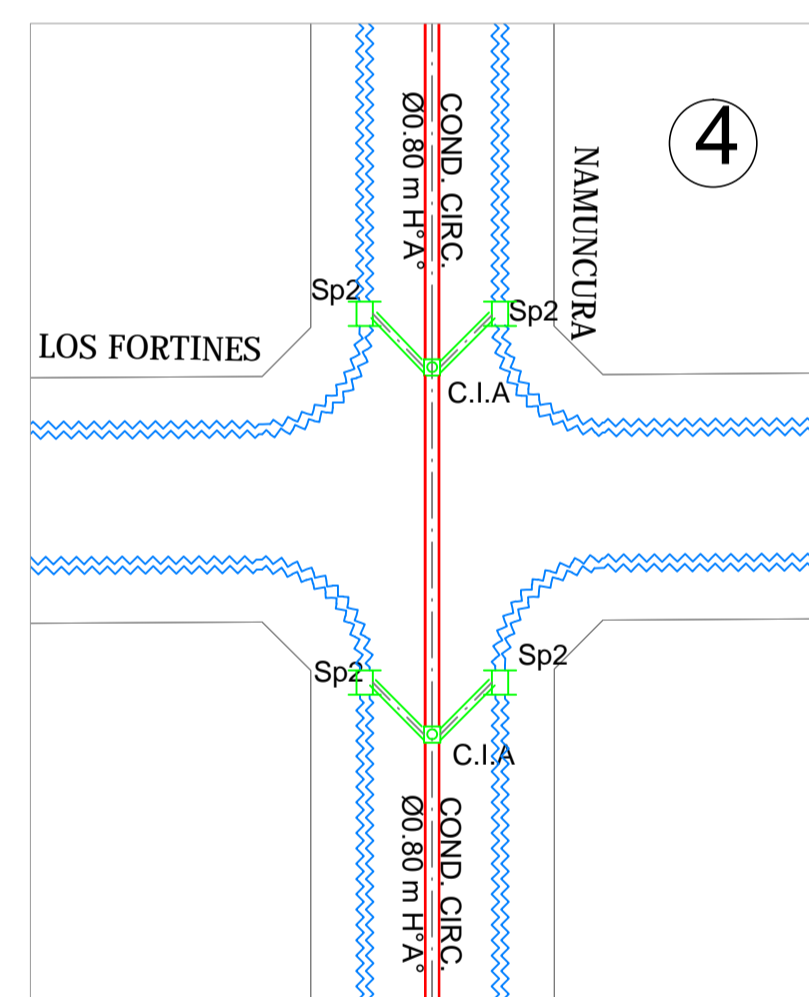 COND. CIRC.
Ø0.80 m H°A°
4
NAMUNCURA
Sp2
Sp2
LOS FORTINES
C.I.A
Sp2
Sp2
C.I.A
COND. CIRC.
Ø0.80 m H°A°